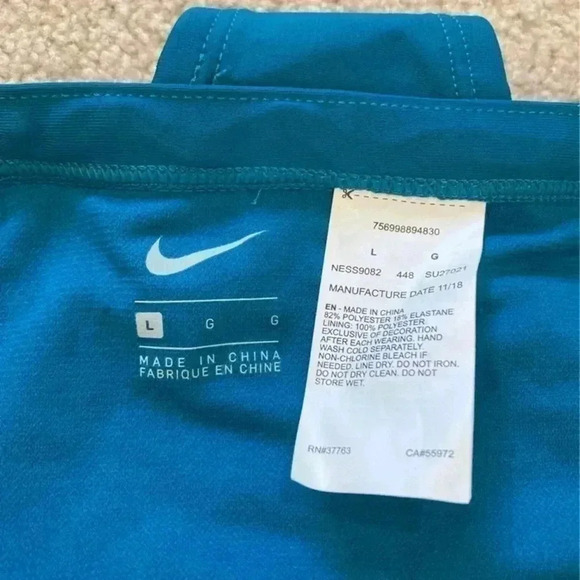 L G G
MADE IN CHINA
FABRIQUE EN CHINE
756998894830
L G
NESS9082 448 SU27021
MANUFACTURE DATE 11/18
EN - MADE IN CHINA
82% POLYESTER 18% ELASTANE
LINING: 100% POLYESTER
EXCLUSIVE OF DECORATION
AFTER EACH WEARING. HAND
WASH COLD SEPARATELY.
NON-CHLORINE BLEACH IF
NEEDED. LINE DRY. DO NOT IRON.
DO NOT DRY CLEAN. DO NOT
STORE WET.
RN#37763 CA#55972